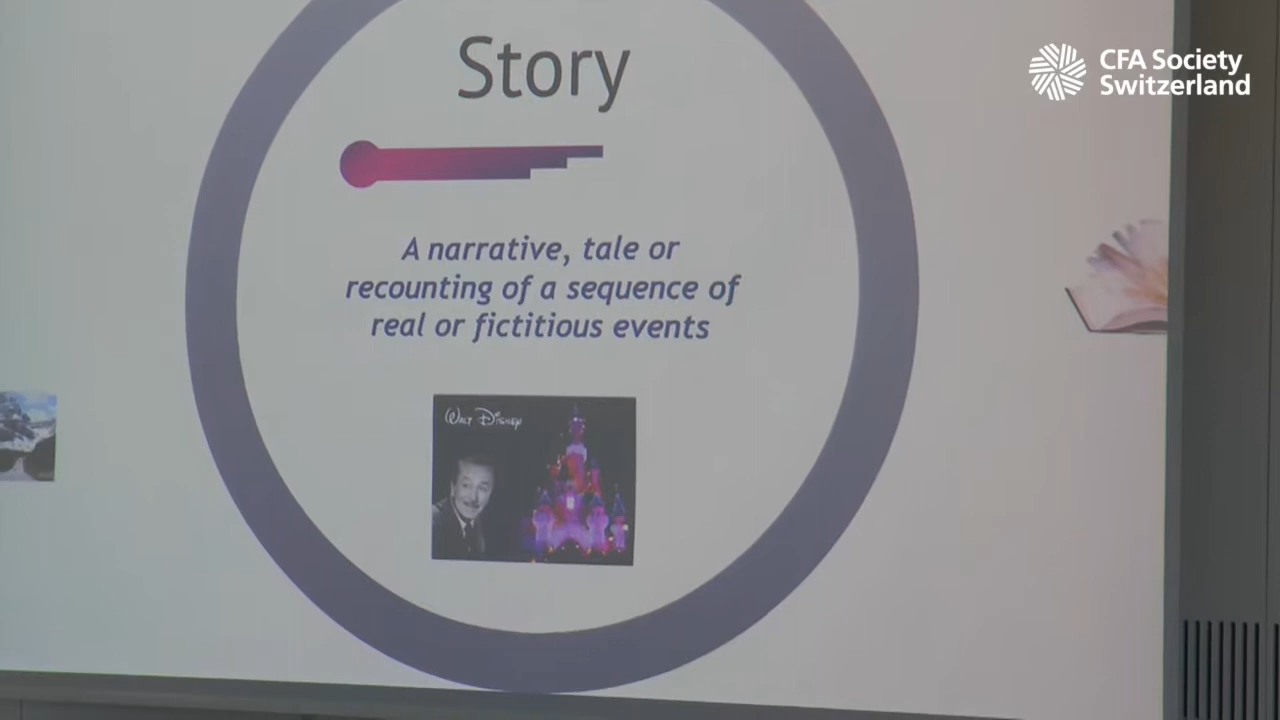 Story
A narrative, tale or
recounting of a sequence of
real or fictitious events
WALT DISNEY
CFA Society
Switzerland